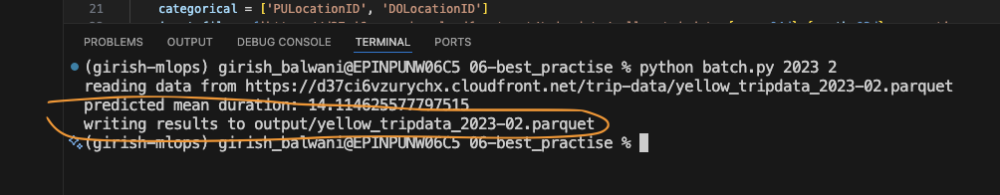 21 categorical = ['PULocationID', 'DOLocationID']
PROBLEMS OUTPUT DEBUG CONSOLE TERMINAL PORTS
(girish-mlops) girish_balwani@EPINPUNW06C5 06-best_practise % python batch.py 2023 2
reading data from https://d37ci6vzurychx.cloudfront.net/trip-data/yellow_tripdata_2023-02.parquet
predicted mean duration: 14.114625577797515
writing results to output/yellow_tripdata_2023-02.parquet
(girish-mlops) girish_balwani@EPINPUNW06C5 06-best_practise %